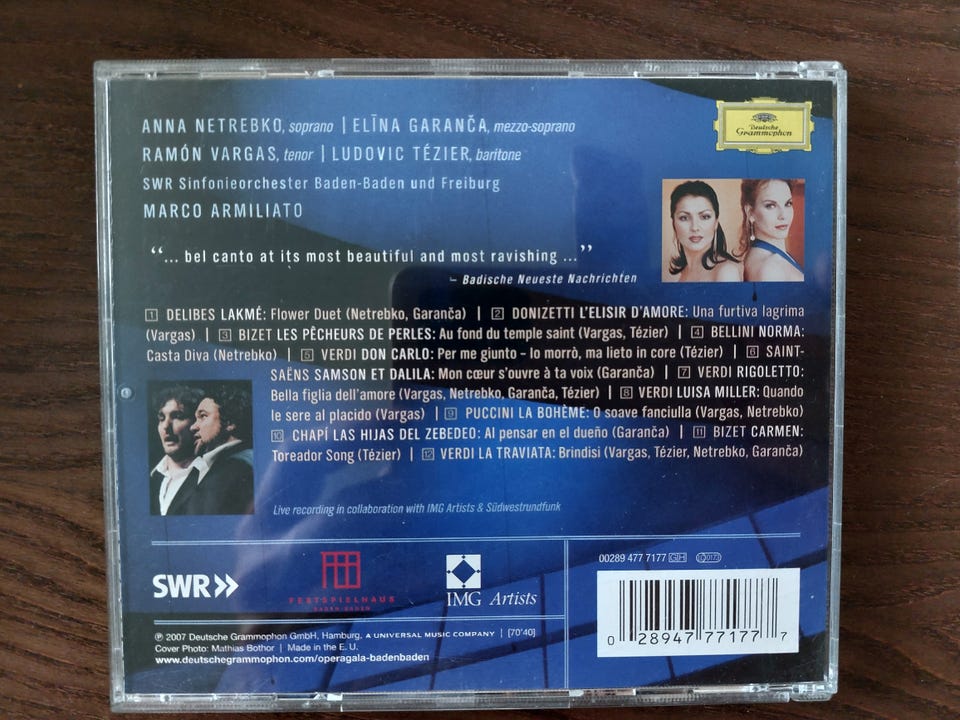 ANNA NETREBKO, soprano | ELĪNA GARANČA, mezzo-soprano
RAMÓN VARGAS, tenor | LUDOVIC TÉZIER, baritone
SWR Sinfonieorchester Baden-Baden und Freiburg
MARCO ARMILIATO
Deutsche
Grammophon
“... bel canto at its most beautiful and most ravishing ...”
– Badische Neueste Nachrichten
1 DELIBES LAKMÉ: Flower Duet (Netrebko, Garanča) | 2 DONIZETTI L'ELISIR D'AMORE: Una furtiva lagrima
(Vargas) | 3 BIZET LES PÊCHEURS DE PERLES: Au fond du temple saint (Vargas, Tézier) | 4 BELLINI NORMA:
Casta Diva (Netrebko) | 5 VERDI DON CARLO: Per me giunto – Io morrò, ma lieto in core (Tézier) | 6 SAINT-
SAËNS SAMSON ET DALILA: Mon cœur s'ouvre à ta voix (Garanča) | 7 VERDI RIGOLETTO:
Bella figlia dell'amore (Vargas, Netrebko, Garanča, Tézier) | 8 VERDI LUISA MILLER: Quando
le sere al placido (Vargas) | 9 PUCCINI LA BOHÈME: O soave fanciulla (Vargas, Netrebko)
10 CHAPÍ LAS HIJAS DEL ZEBEDEO: Al pensar en el dueño (Garanča) | 11 BIZET CARMEN:
Toreador Song (Tézier) | 12 VERDI LA TRAVIATA: Brindisi (Vargas, Tézier, Netrebko, Garanča)
Live recording in collaboration with IMG Artists & Südwestrundfunk
SWR
FESTSPIELHAUS
BADEN-BADEN
IMG Artists
00289 477 7177 GH LC 0173
0 28947 77177 7
℗ 2007 Deutsche Grammophon GmbH, Hamburg, A UNIVERSAL MUSIC COMPANY | [70'40]
Cover Photo: Mathias Bothor | Made in the E. U.
www.deutschegrammophon.com/operagala-badenbaden